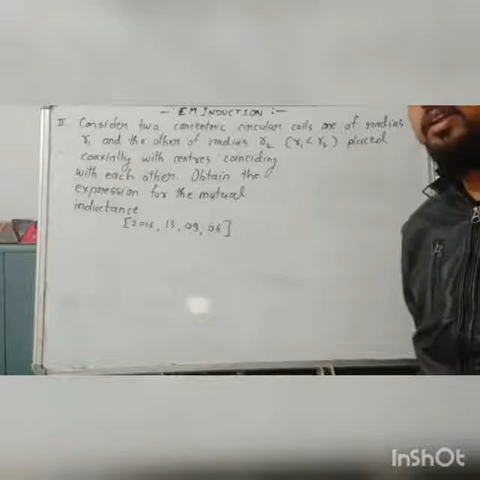 - : EM INDUCTION : -
II Consider two concentric circular coils one of radius
r₁ and the other of radius r₂ (r₁ < r₂) placed
coaxially with centres coinciding
with each other. Obtain the
expression for the mutual
inductance
[2016, 13, 09, 06]
InShOt